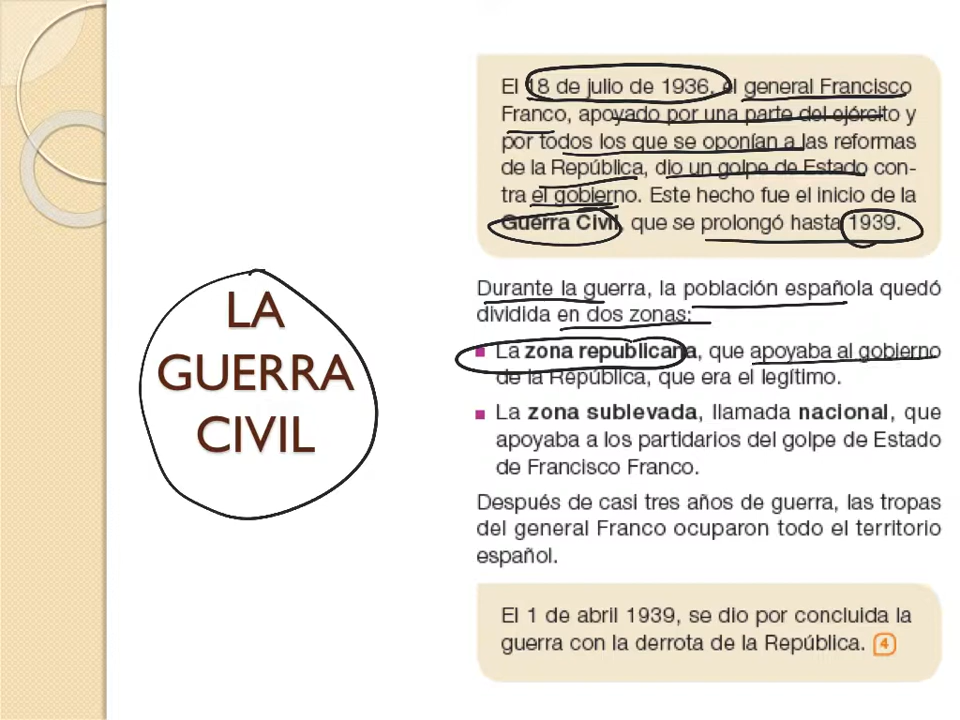 LA
GUERRA
CIVIL
El 18 de julio de 1936, el general Francisco
Franco, apoyado por una parte del ejército y
por todos los que se oponían a las reformas
de la República, dio un golpe de Estado con-
tra el gobierno. Este hecho fue el inicio de la
Guerra Civil, que se prolongó hasta 1939.
Durante la guerra, la población española quedó
dividida en dos zonas:
La zona republicana, que apoyaba al gobierno
de la República, que era el legítimo.
La zona sublevada, llamada nacional, que
apoyaba a los partidarios del golpe de Estado
de Francisco Franco.
Después de casi tres años de guerra, las tropas
del general Franco ocuparon todo el territorio
español.
El 1 de abril 1939, se dio por concluida la
guerra con la derrota de la República. 4